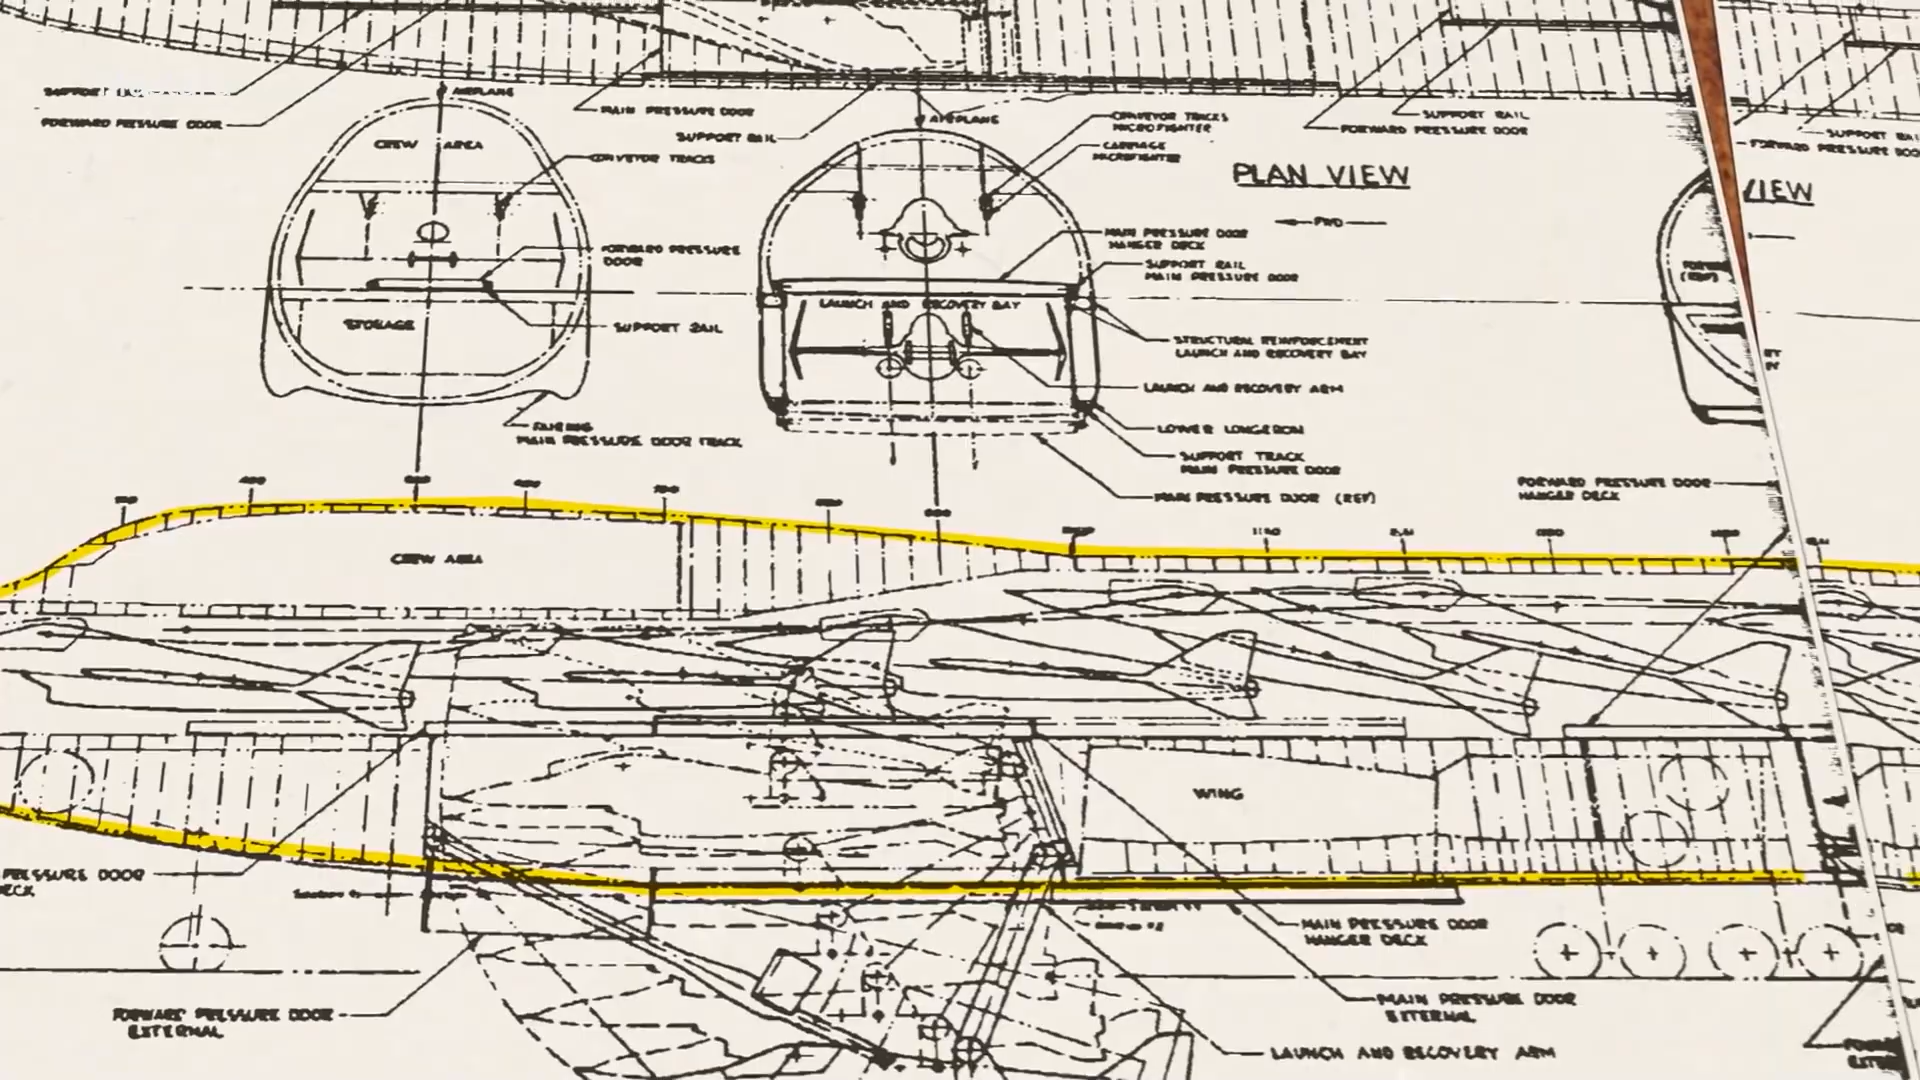 AIRPLANE
SUPPORT
FORWARD PRESSURE DOOR
MAIN PRESSURE DOOR
SUPPORT RAIL
CREW AREA
CONVEYOR TRACKS
FORWARD PRESSURE
DOOR
STORAGE
SUPPORT RAIL
FAIRING
MAIN PRESSURE DOOR TRACK
AIRPLANE
CONVEYOR TRACKS
MICROFIGHTER
CARRIAGE
MICROFIGHTER
MAIN PRESSURE DOOR
HANGER DECK
SUPPORT RAIL
MAIN PRESSURE DOOR
LAUNCH AND RECOVERY BAY
STRUCTURAL REINFORCEMENT
LAUNCH AND RECOVERY BAY
LAUNCH AND RECOVERY ARM
LOWER LONGERON
SUPPORT TRACK
MAIN PRESSURE DOOR
MAIN PRESSURE DOOR (REF)
SUPPORT RAIL
FORWARD PRESSURE DOOR
PLAN VIEW
FWD
SUPPORT
FORWARD PRESSURE
VIEW
FORWARD PRESSURE DOOR
HANGER DECK
CREW AREA
1140
WING
PRESSURE DOOR
DECK
FORWARD PRESSURE DOOR
EXTERNAL
MAIN PRESSURE DOOR
HANGER DECK
MAIN PRESSURE DOOR
EXTERNAL
LAUNCH AND RECOVERY ARM